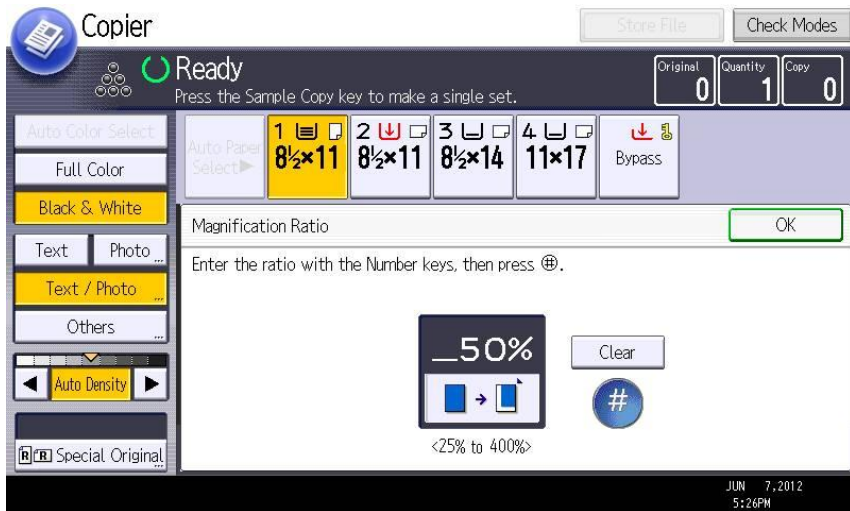 Copier
Store File
Check Modes
Ready
Press the Sample Copy key to make a single set.
Original
0
Quantity
1
Copy
0
Auto Color Select
Full Color
Black & White
Text
Photo
Text / Photo
Others
Auto Density
R R Special Original
Auto Paper
Select▶
1
8½×11
2
8½×11
3
8½×14
4
11×17
Bypass
Magnification Ratio
OK
Enter the ratio with the Number keys, then press #.
_50%
Clear
#
<25% to 400%>
JUN 7,2012
5:26PM